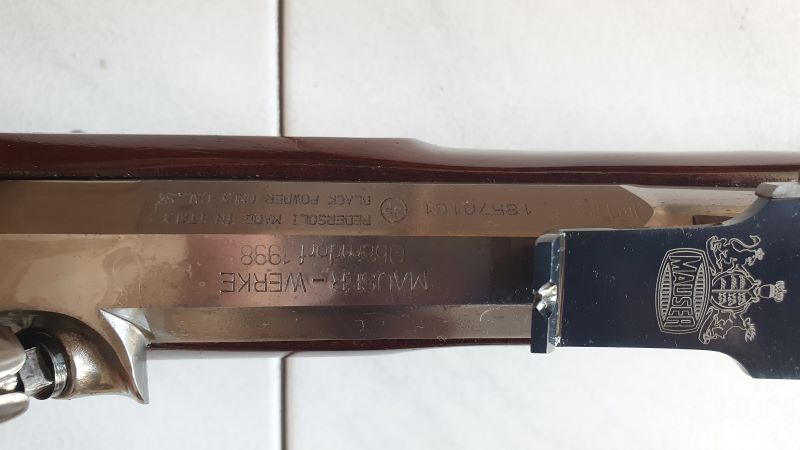 MAUSER - WERKE
Oberndorf 1998
PEDERSOLI MADE IN ITALY
BLACK POWDER ONLY CAL.54
MAUSER